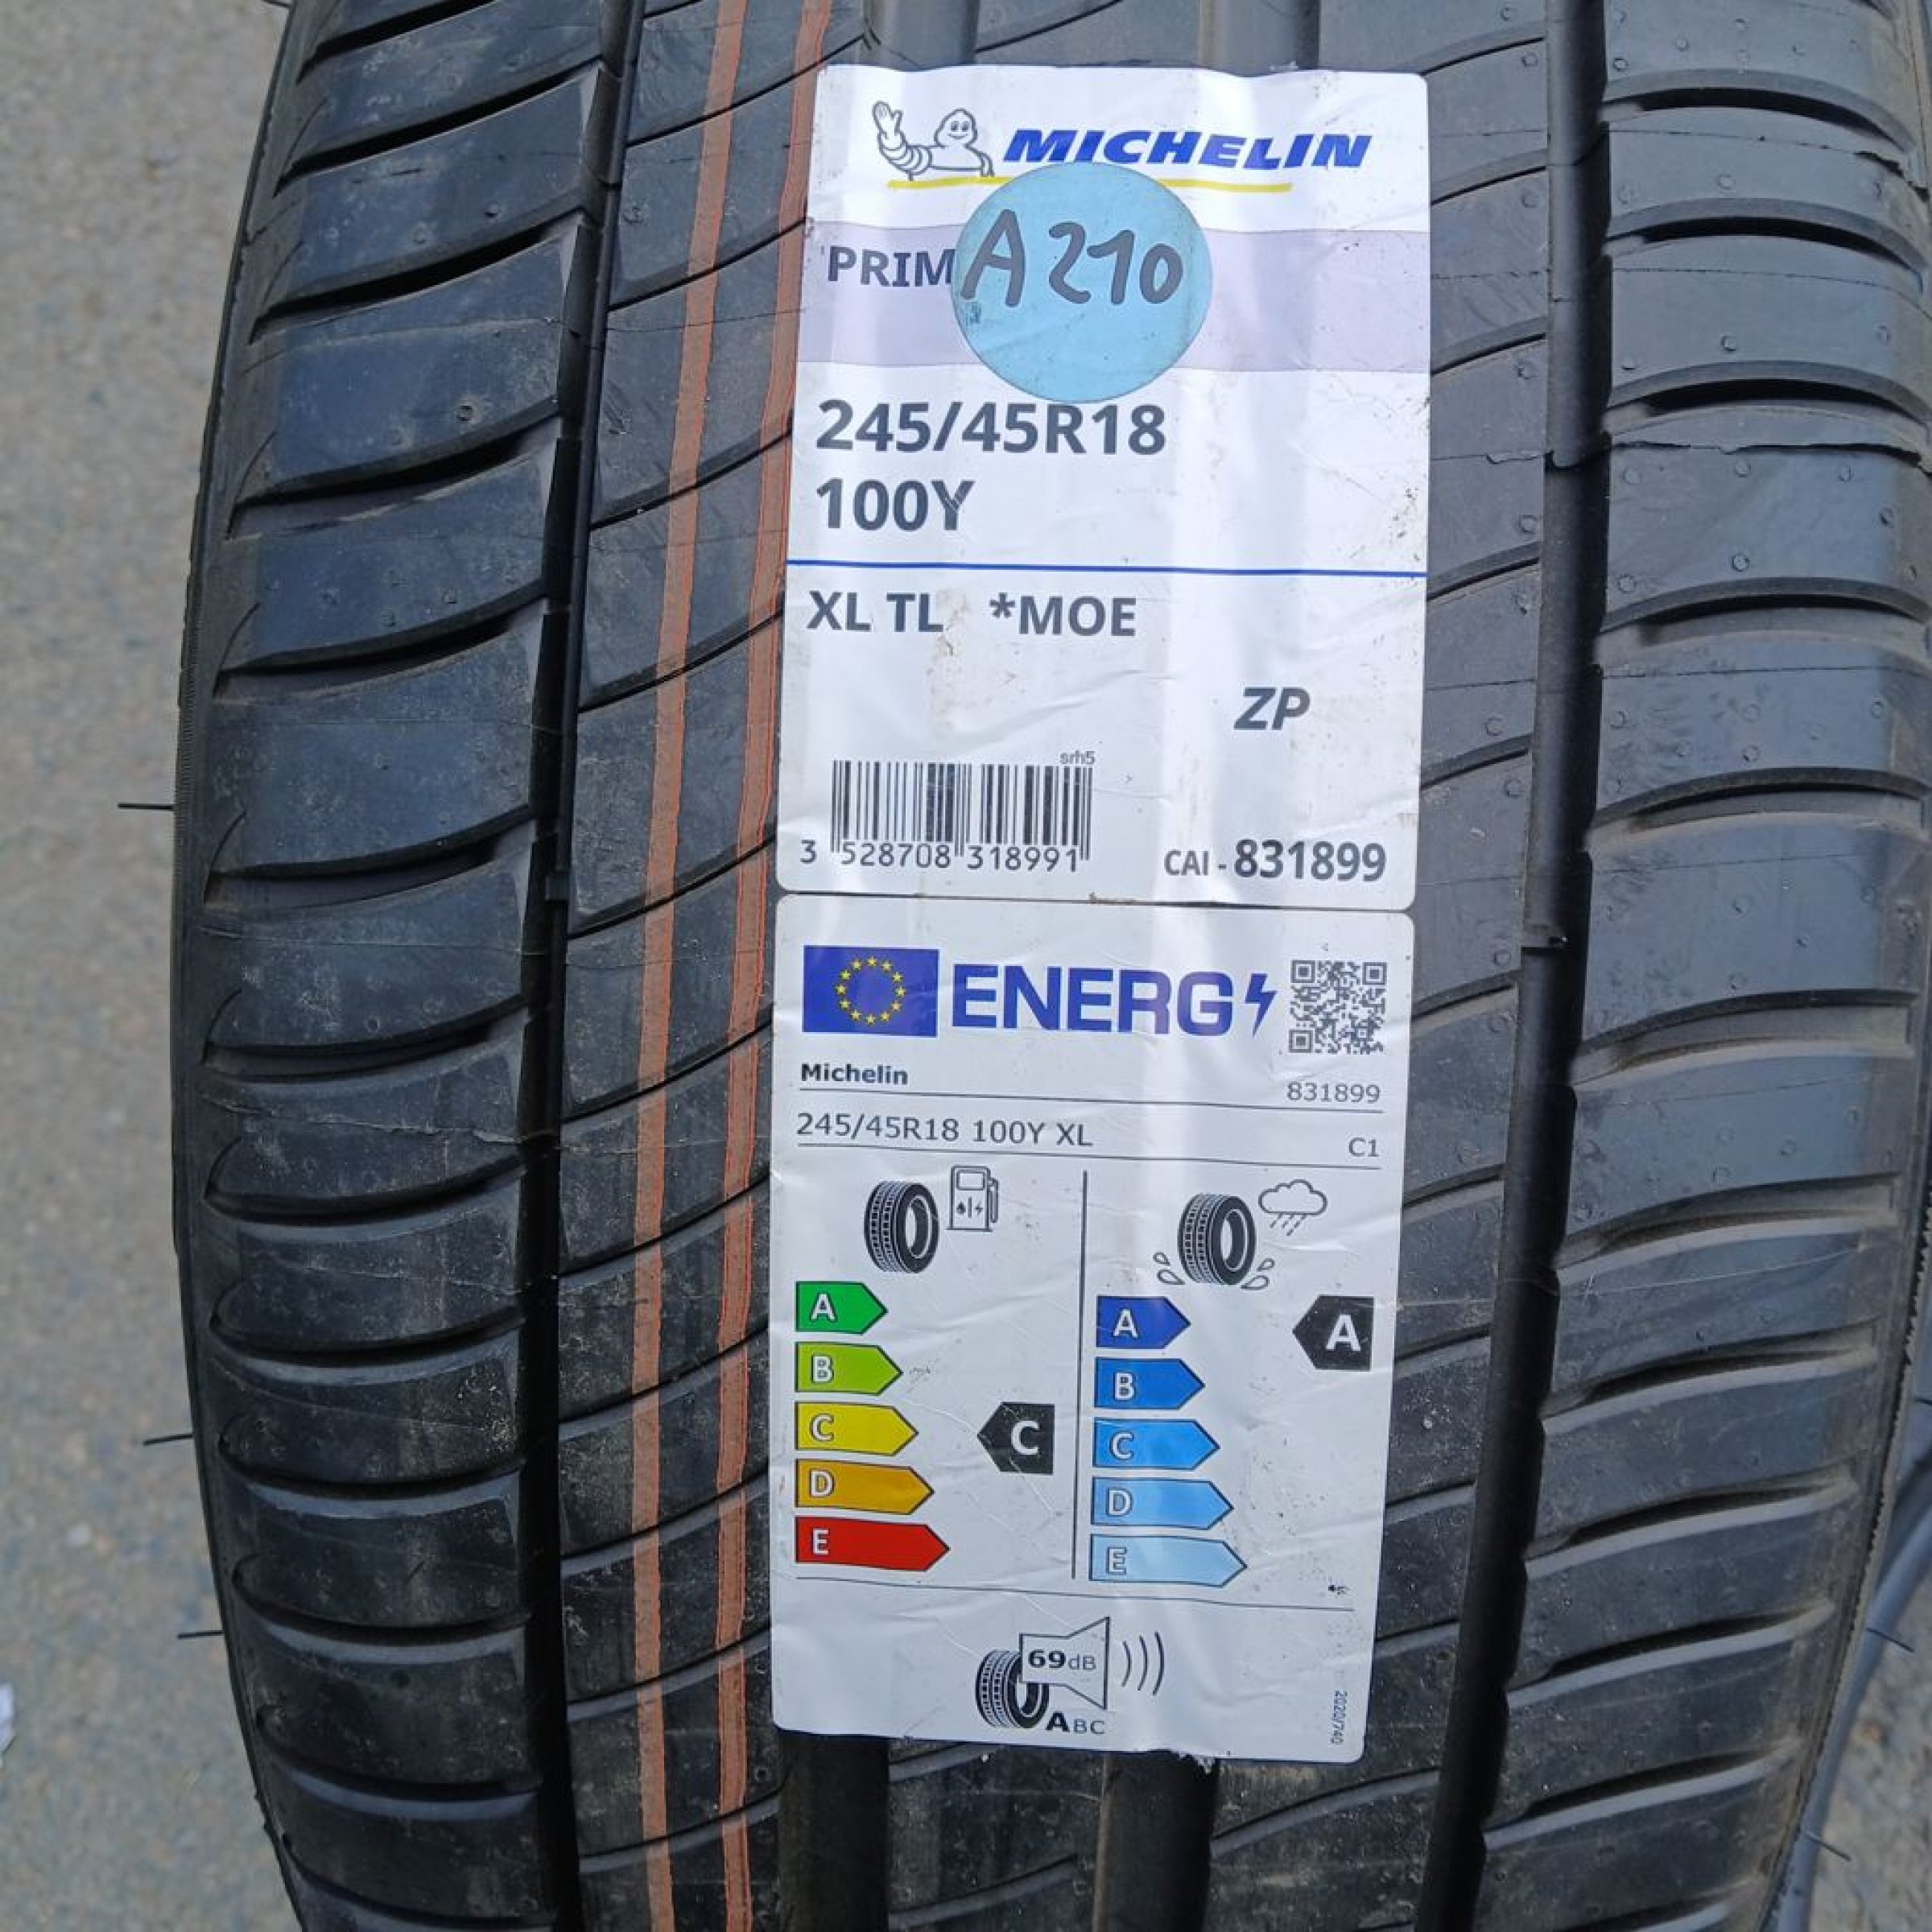 MICHELIN
PRIM
A210
245/45R18
100Y
XL TL *MOE
ZP
srh5
3 528708 318991
CAI - 831899
ENERG
Michelin
831899
245/45R18 100Y XL
C1
A
B
C
D
E
C
A
B
C
D
E
A
69dB
ABC
2020/740